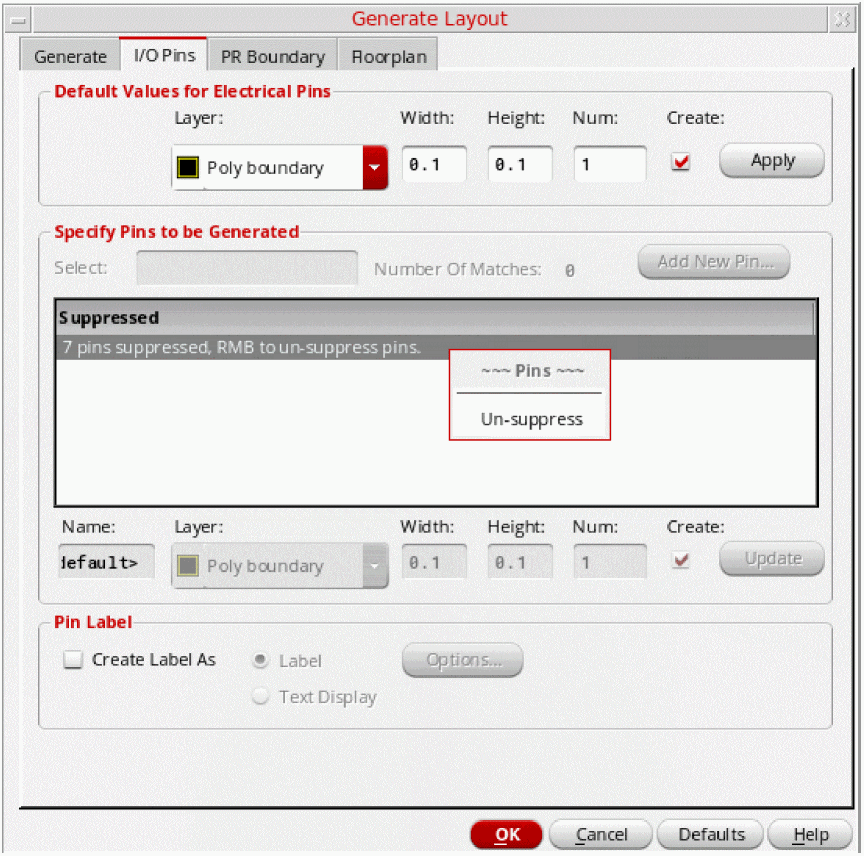 Generate Layout
Generate I/O Pins PR Boundary Floorplan
Default Values for Electrical Pins
Layer: Width: Height: Num: Create:
Poly boundary 0.1 0.1 1 Apply
Specify Pins to be Generated
Select: Number Of Matches: 0 Add New Pin...
Suppressed
7 pins suppressed, RMB to un-suppress pins.
~~~ Pins ~~~
Un-suppress
Name: Layer: Width: Height: Num: Create:
default> Poly boundary 0.1 0.1 1 Update
Pin Label
Create Label As Label Options...
Text Display
OK Cancel Defaults Help